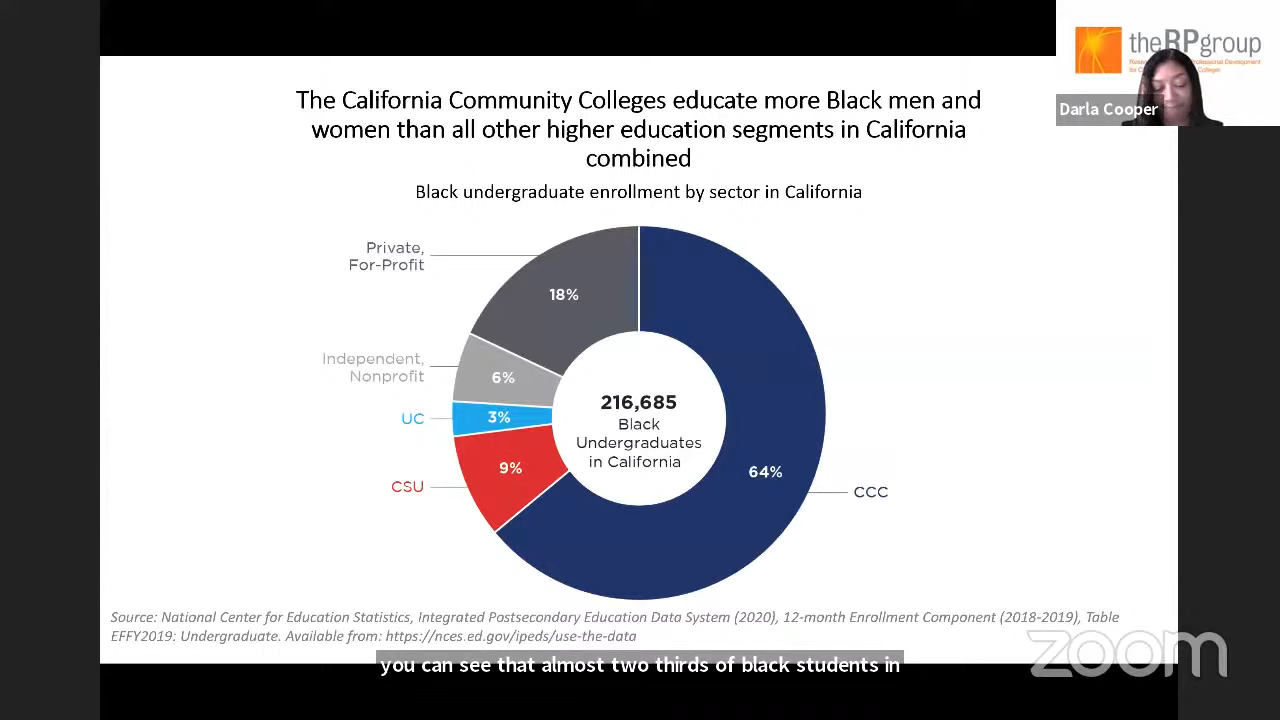 theRPgroup
Darla Cooper
The California Community Colleges educate more Black men and
women than all other higher education segments in California
combined
Black undergraduate enrollment by sector in California
Private,
For-Profit
18%
Independent,
Nonprofit
6%
UC
3%
CSU
9%
216,685
Black
Undergraduates
in California
64%
CCC
Source: National Center for Education Statistics, Integrated Postsecondary Education Data System (2020), 12-month Enrollment Component (2018-2019), Table
EFFY2019: Undergraduate. Available from: https://nces.ed.gov/ipeds/use-the-data
zoom
you can see that almost two thirds of black students in